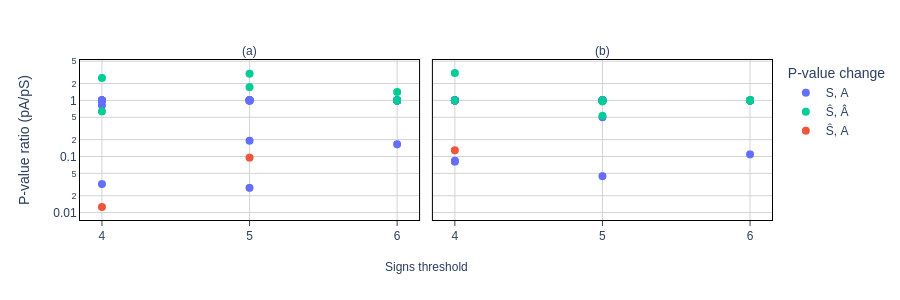 (a)
(b)
P-value ratio (pA/pS)
5
2
1
5
2
0.1
5
2
0.01
4
5
6
4
5
6
Signs threshold
P-value change
S, A
Ŝ, Â
Ŝ, A